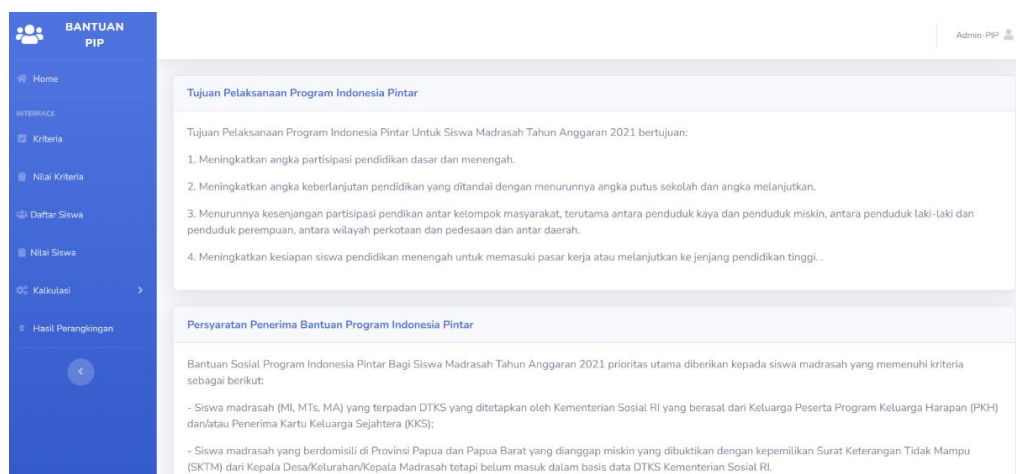 BANTUAN
PIP
Admin-PIP
Home
INTERFACE
Kriteria
Nilai Kriteria
Daftar Siswa
Nilai Siswa
Kalkulasi
Hasil Perangkingan
Tujuan Pelaksanaan Program Indonesia Pintar
Tujuan Pelaksanaan Program Indonesia Pintar Untuk Siswa Madrasah Tahun Anggaran 2021 bertujuan:
1. Meningkatkan angka partisipasi pendidikan dasar dan menengah.
2. Meningkatkan angka keberlanjutan pendidikan yang ditandai dengan menurunnya angka putus sekolah dan angka melanjutkan.
3. Menurunnya kesenjangan partisipasi pendikan antar kelompok masyarakat, terutama antara penduduk kaya dan penduduk miskin, antara penduduk laki-laki dan
penduduk perempuan, antara wilayah perkotaan dan pedesaan dan antar daerah.
4. Meningkatkan kesiapan siswa pendidikan menengah untuk memasuki pasar kerja atau melanjutkan ke jenjang pendidikan tinggi. .
Persyaratan Penerima Bantuan Program Indonesia Pintar
Bantuan Sosial Program Indonesia Pintar Bagi Siswa Madrasah Tahun Anggaran 2021 prioritas utama diberikan kepada siswa madrasah yang memenuhi kriteria
sebagai berikut:
- Siswa madrasah (MI, MTs, MA) yang terpadan DTKS yang ditetapkan oleh Kementerian Sosial RI yang berasal dari Keluarga Peserta Program Keluarga Harapan (PKH)
dan/atau Penerima Kartu Keluarga Sejahtera (KKS);
- Siswa madrasah yang berdomisili di Provinsi Papua dan Papua Barat yang dianggap miskin yang dibuktikan dengan kepemilikan Surat Keterangan Tidak Mampu
(SKTM) dari Kepala Desa/Kelurahan/Kepala Madrasah tetapi belum masuk dalam basis data DTKS Kementerian Sosial RI.